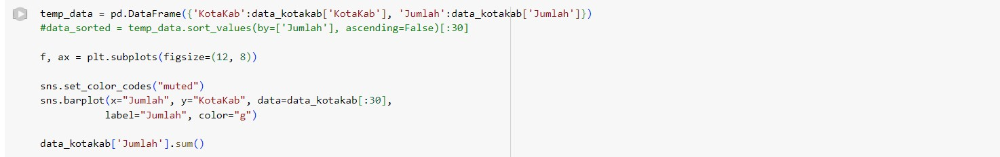 temp_data = pd.DataFrame({'KotaKab':data_kotakab['KotaKab'], 'Jumlah':data_kotakab['Jumlah']})
#data_sorted = temp_data.sort_values(by=['Jumlah'], ascending=False)[:30]
f, ax = plt.subplots(figsize=(12, 8))
sns.set_color_codes("muted")
sns.barplot(x="Jumlah", y="KotaKab", data=data_kotakab[:30],
            label="Jumlah", color="g")
data_kotakab['Jumlah'].sum()